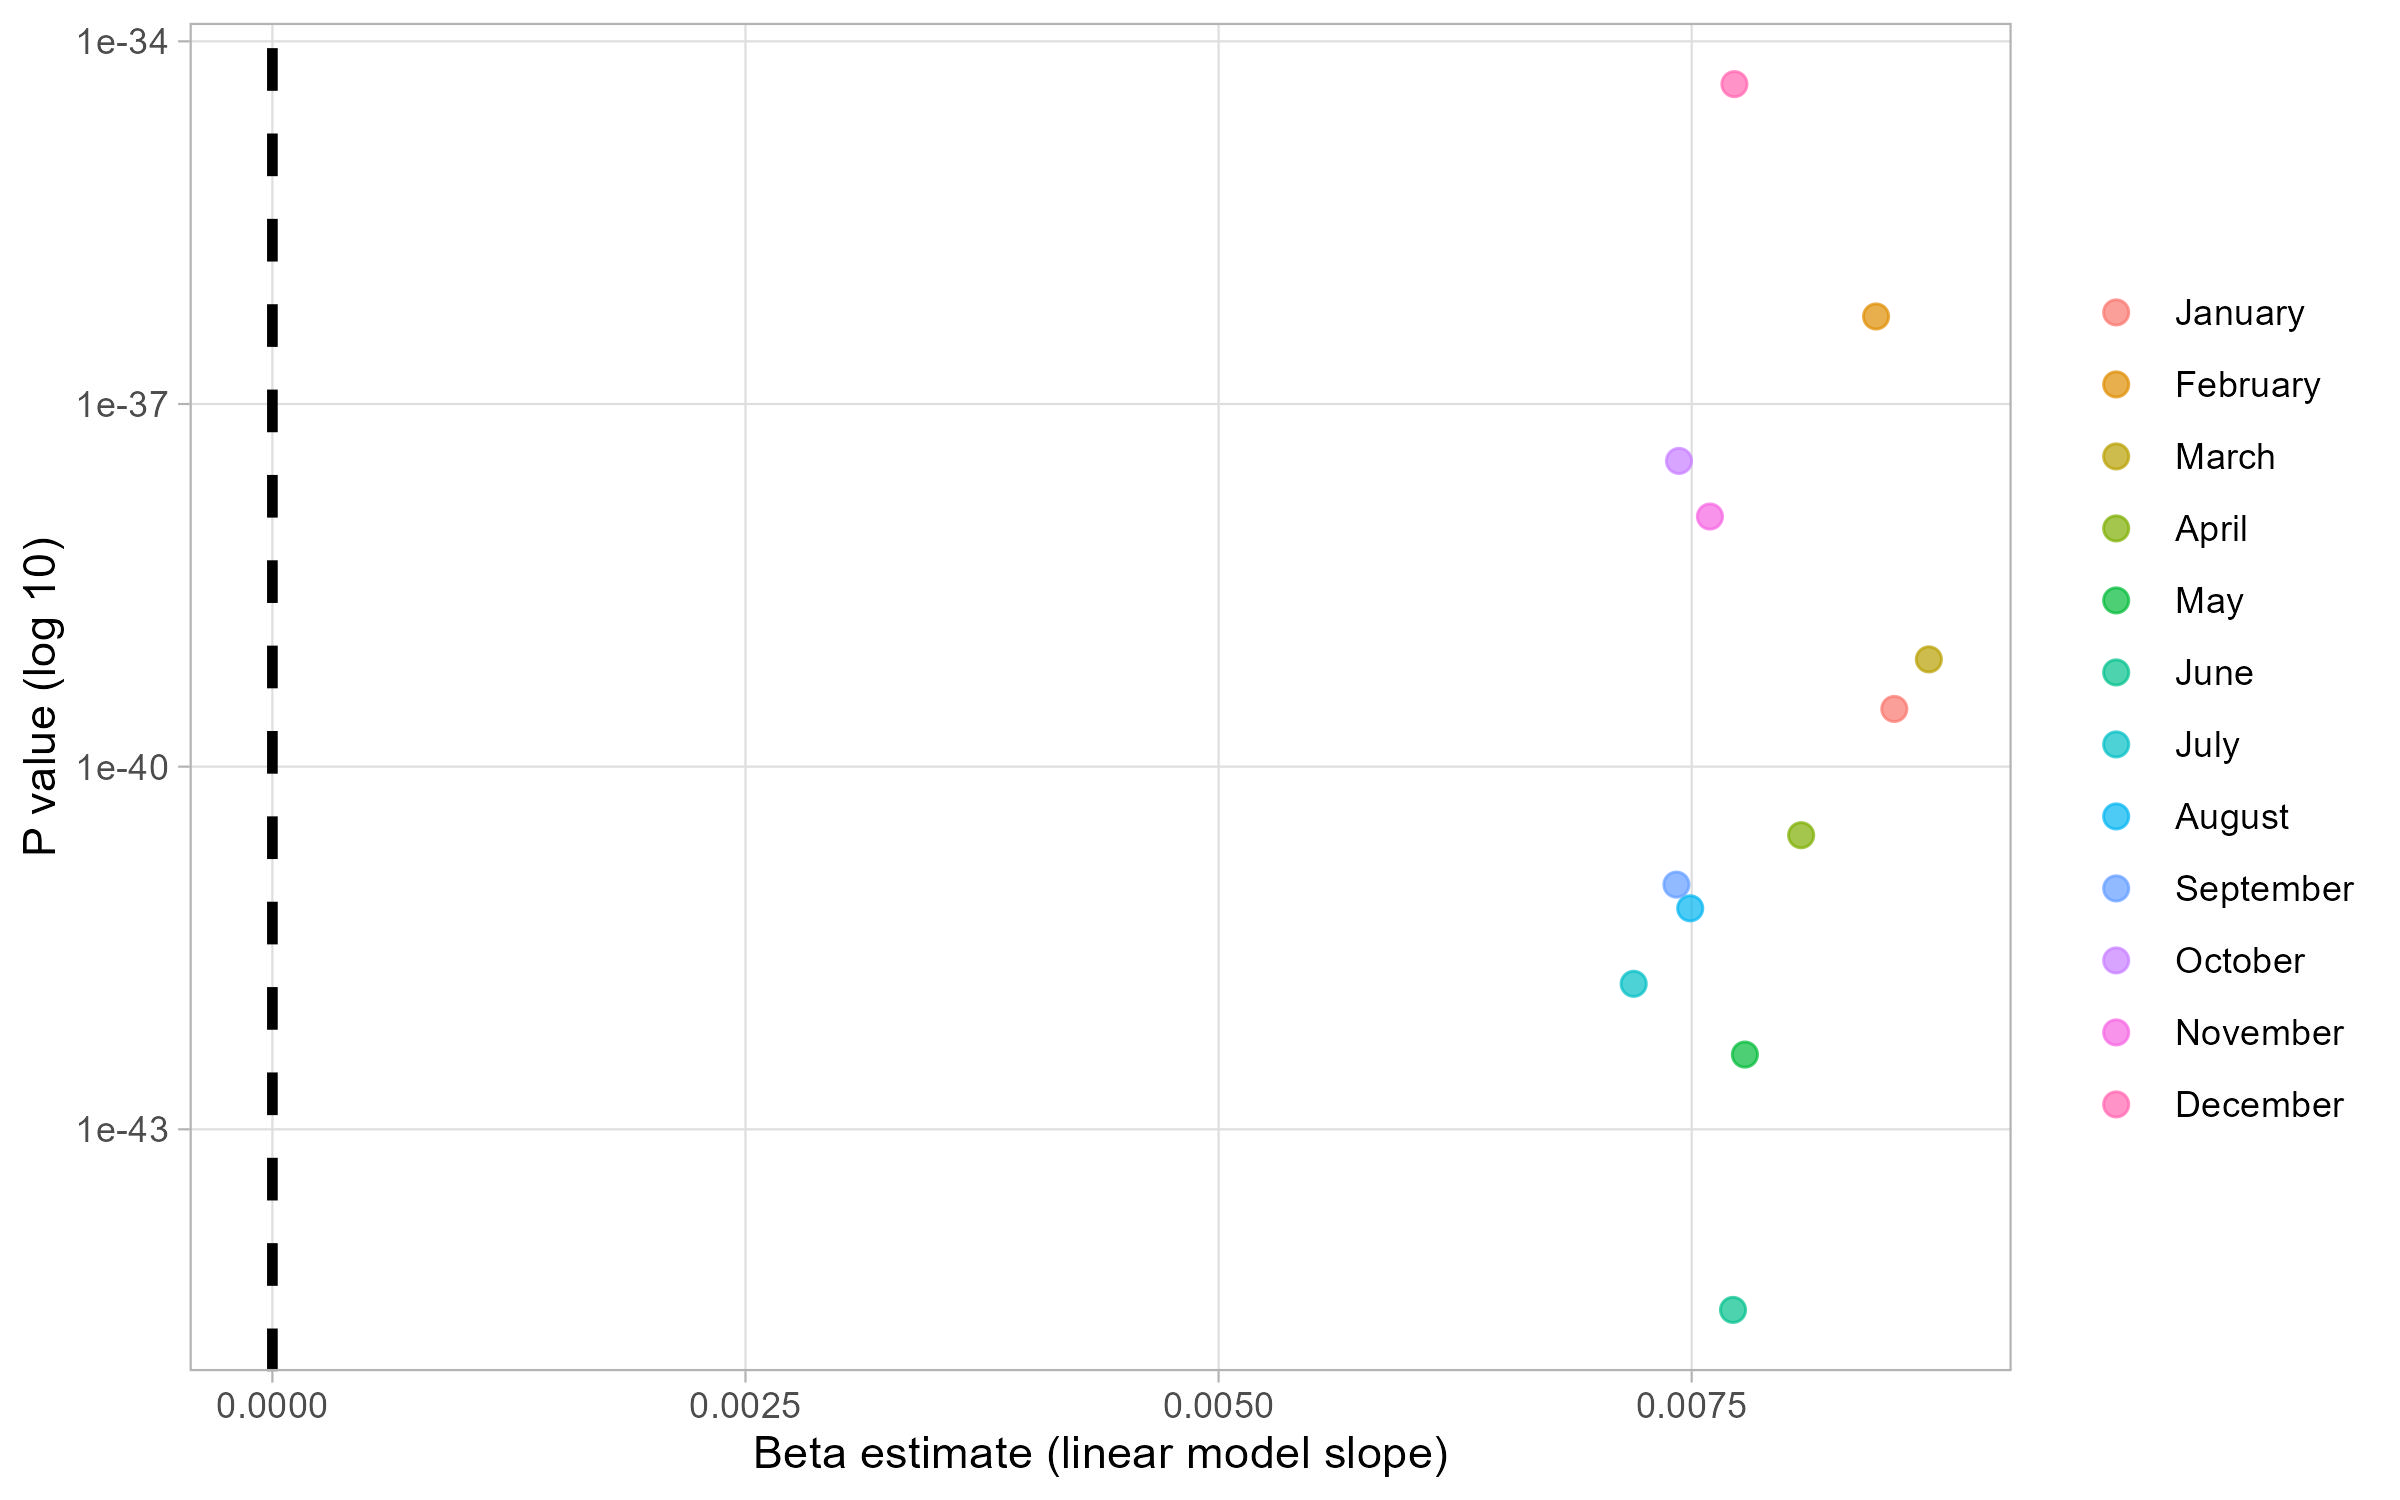 1e-34
1e-37
1e-40
1e-43
P value (log 10)
0.0000 0.0025 0.0050 0.0075
Beta estimate (linear model slope)
January
February
March
April
May
June
July
August
September
October
November
December